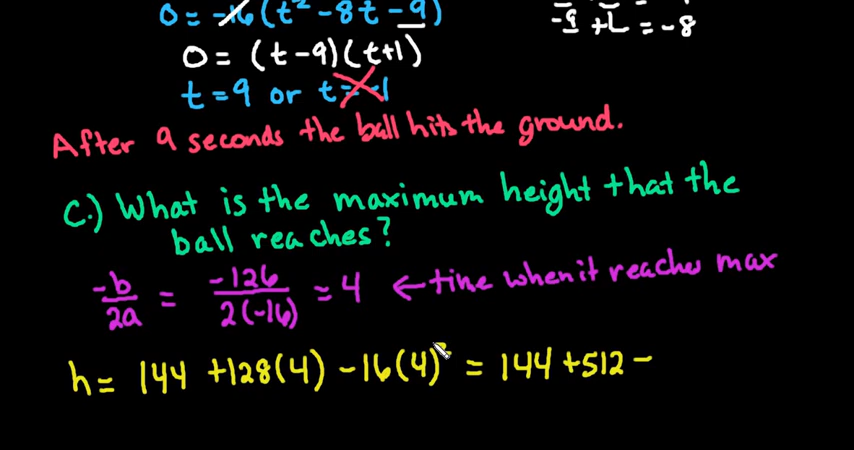 0 = -16(t² - 8t - 9)
-9 + 1 = -8
0 = (t-9)(t+1)
t = 9 or t = -1
After 9 seconds the ball hits the ground.
C.) What is the maximum height that the
ball reaches?
-b/2a = -126/2(-16) = 4 ← time when it reaches max
h = 144 + 128(4) - 16(4)² = 144 + 512 -